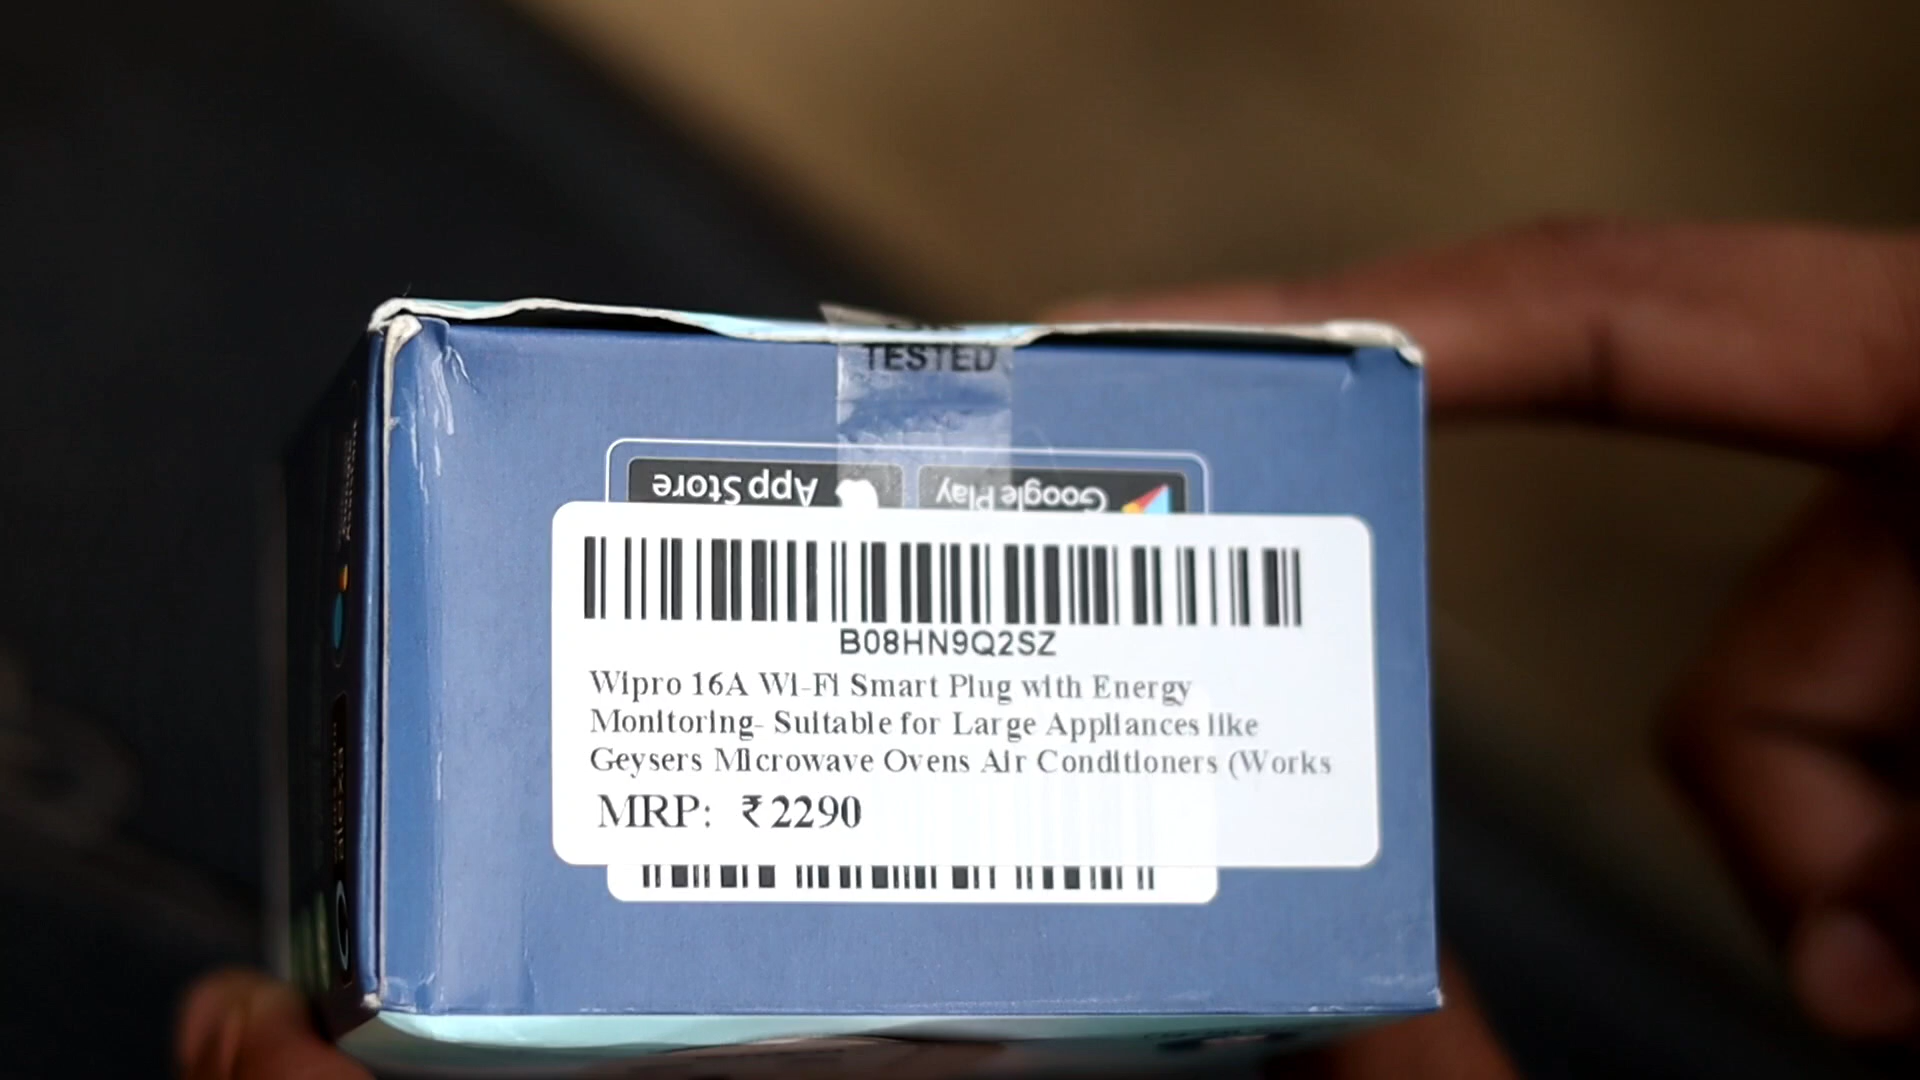 TESTED
App Store
Google Play
B08HN9Q2SZ
Wipro 16A Wi-Fi Smart Plug with Energy
Monitoring- Suitable for Large Appliances like
Geysers Microwave Ovens Air Conditioners (Works
MRP: ₹2290